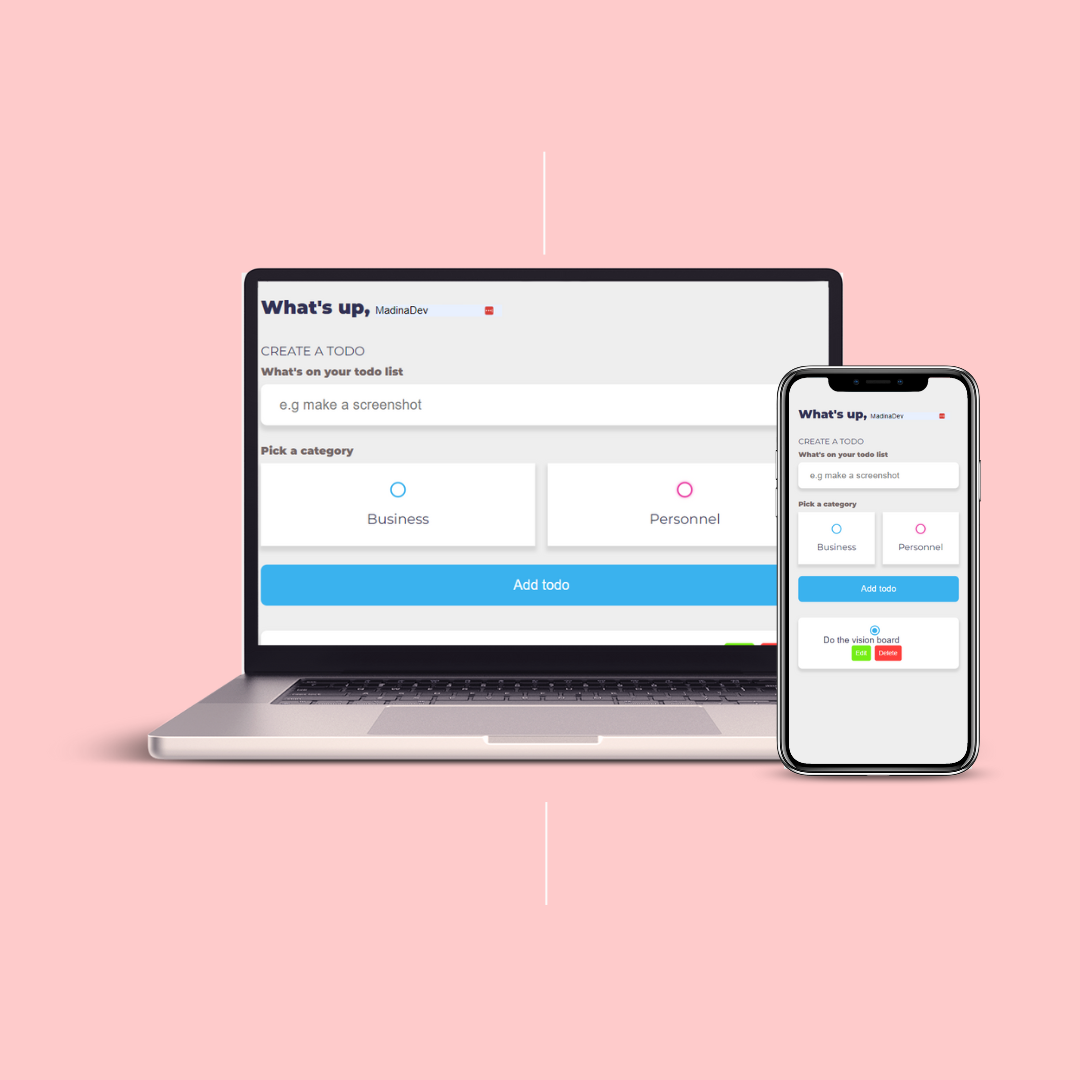 What's up, MadinaDev
CREATE A TODO
What's on your todo list
e.g make a screenshot
Pick a category
Business Personnel
Add todo
What's up, MadinaDev
CREATE A TODO
What's on your todo list
e.g make a screenshot
Pick a category
Business Personnel
Add todo
Do the vision board
Edit Delete